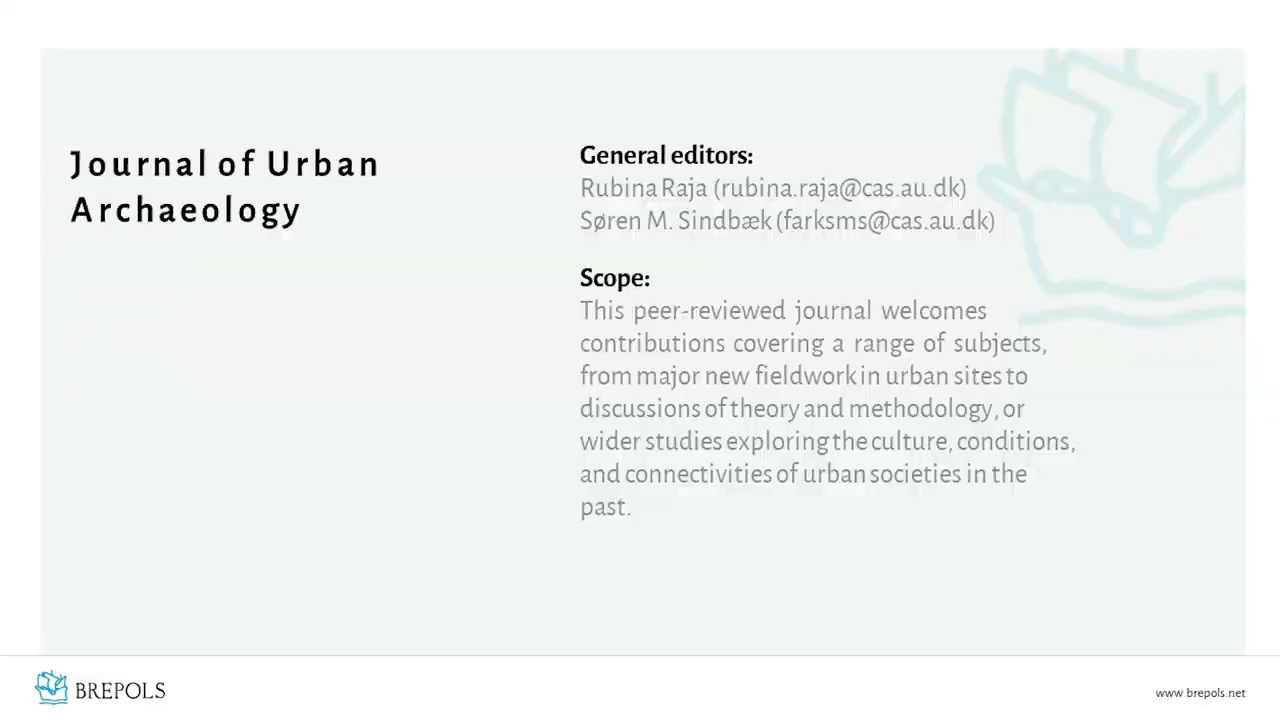 Journal of Urban
Archaeology
General editors:
Rubina Raja (rubina.raja@cas.au.dk)
Søren M. Sindbæk (farksms@cas.au.dk)
Scope:
This peer-reviewed journal welcomes
contributions covering a range of subjects,
from major new fieldwork in urban sites to
discussions of theory and methodology, or
wider studies exploring the culture, conditions,
and connectivities of urban societies in the
past.
BREPOLS
www.brepols.net